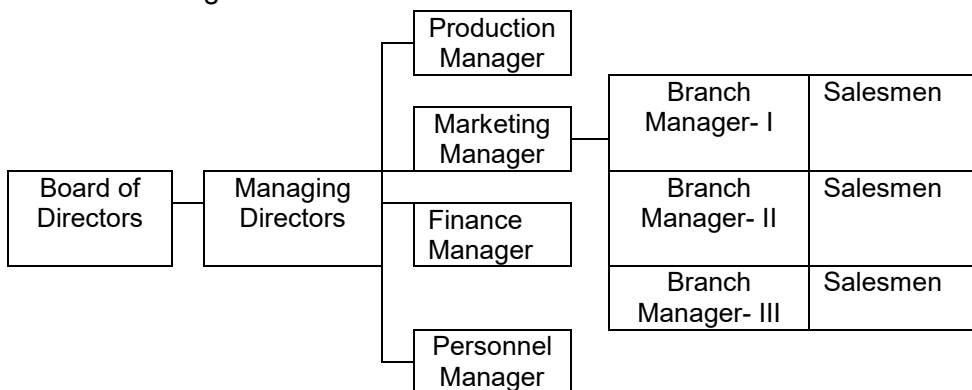 Production
Manager
Marketing
Manager
Branch
Manager- I
Salesmen
Board of
Directors
Managing
Directors
Branch
Manager- II
Salesmen
Finance
Manager
Branch
Manager- III
Salesmen
Personnel
Manager